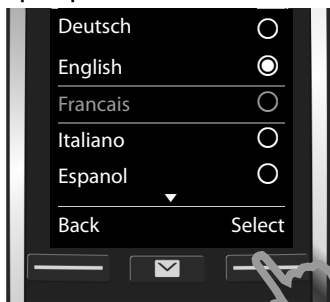 Deutsch
English
Francais
Italiano
Espanol
Back Select